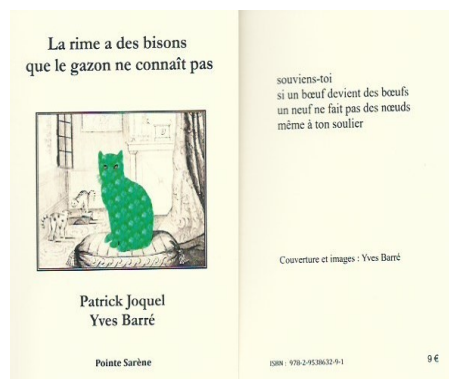 La rime a des bisons
que le gazon ne connaît pas
Patrick Joquel
Yves Barré
Pointe Sarène
souviens-toi
si un bœuf devient des bœufs
un neuf ne fait pas des nœuds
même à ton soulier
Couverture et images : Yves Barré
ISBN : 978-2-9538632-9-1
9 €